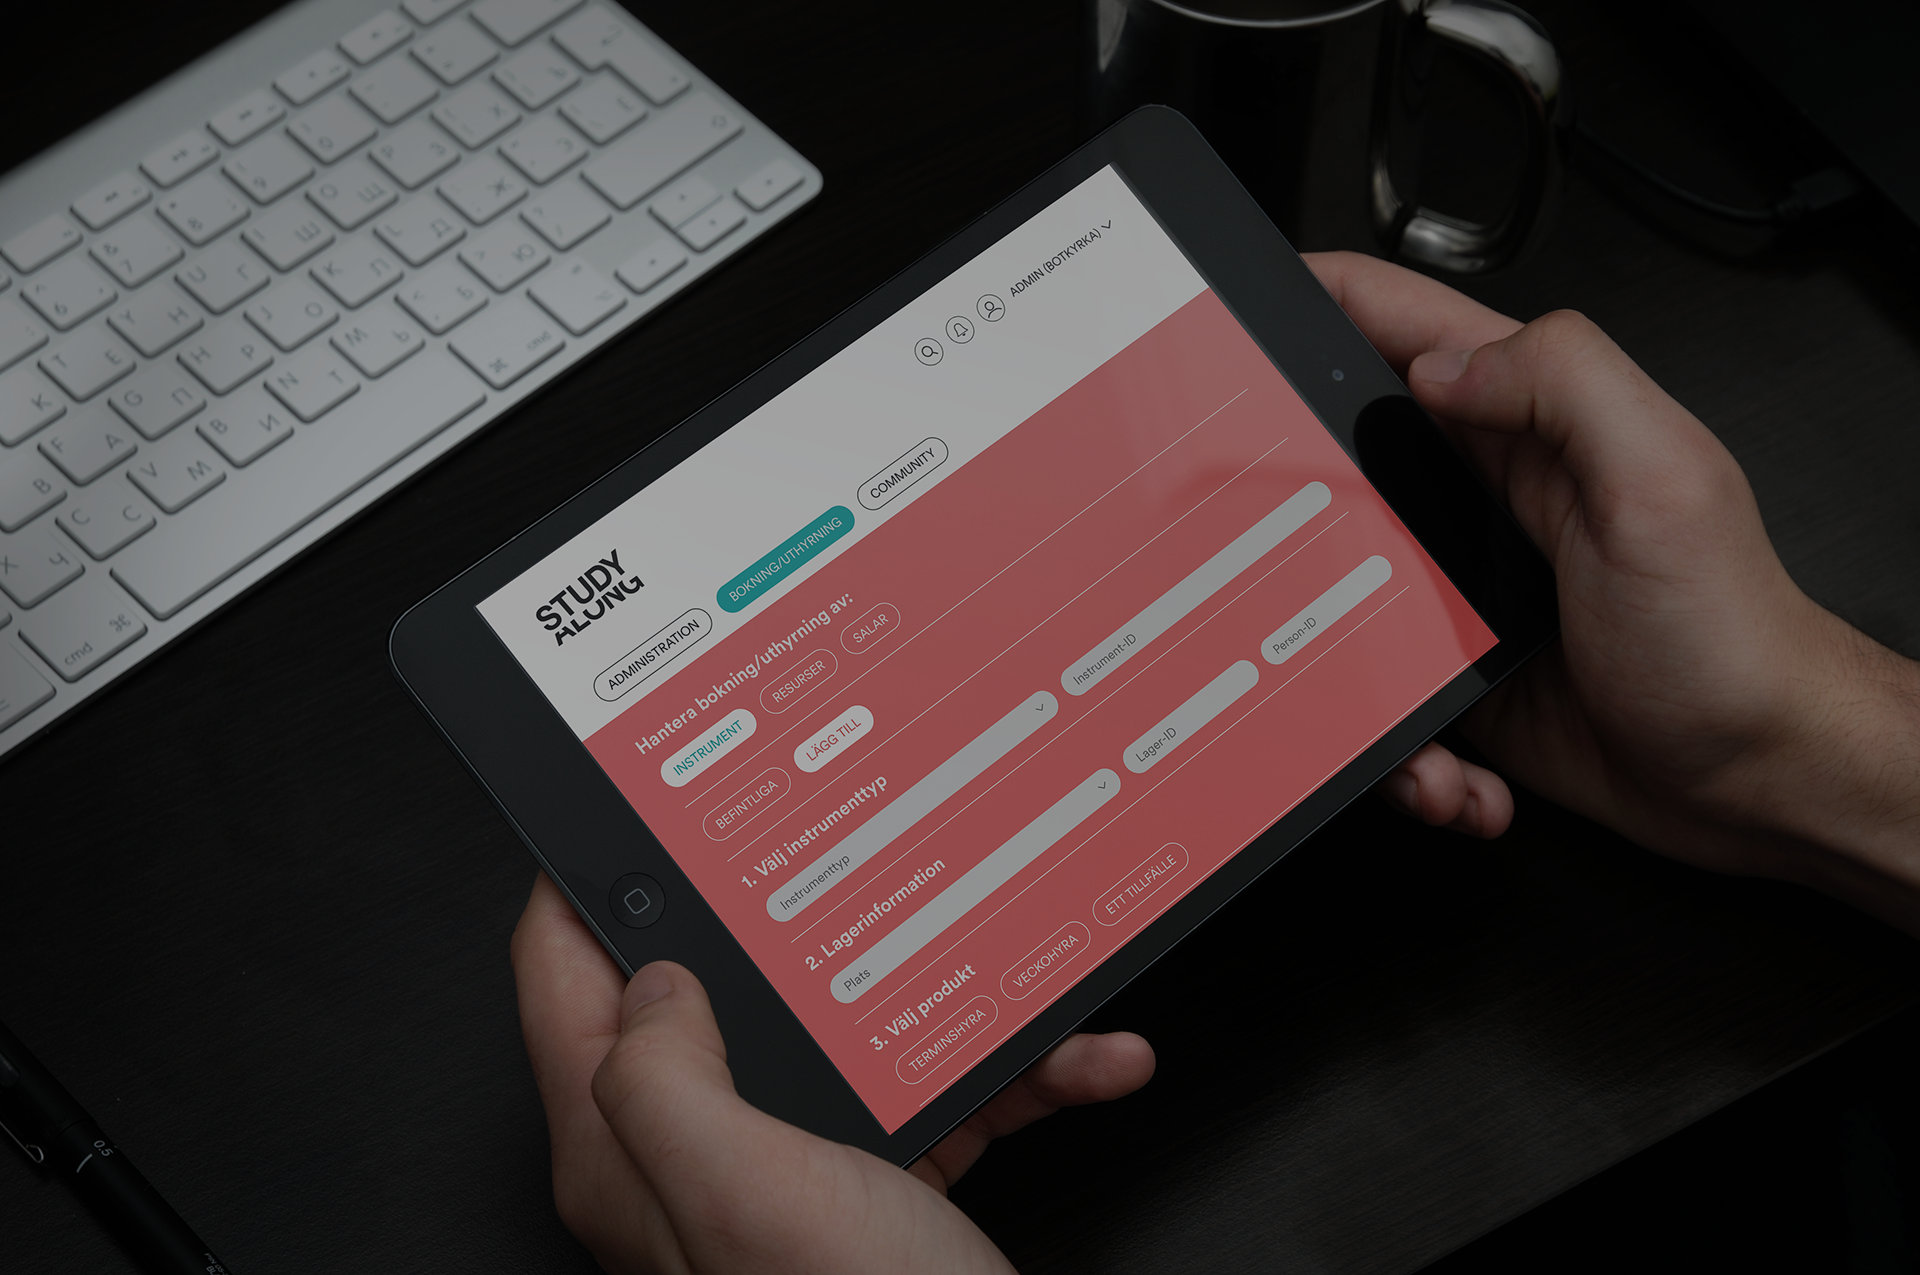 STUDY
ALONG
ADMIN (BOTKYRKA)
ADMINISTRATION
BOKNING/UTHYRNING
COMMUNITY
Hantera bokning/uthyrning av:
INSTRUMENT
RESURSER
SALAR
BEFINTLIGA
LÄGG TILL
1. Välj instrumenttyp
Instrumenttyp
Instrument-ID
2. Lagerinformation
Plats
Lager-ID
Person-ID
3. Välj produkt
TERMINSHYRA
VECKOHYRA
ETT TILLFÄLLE
cmd
cmd
0.5